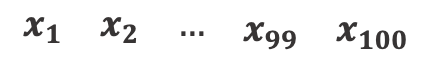 x₁ x₂ ... x₉₉ x₁₀₀